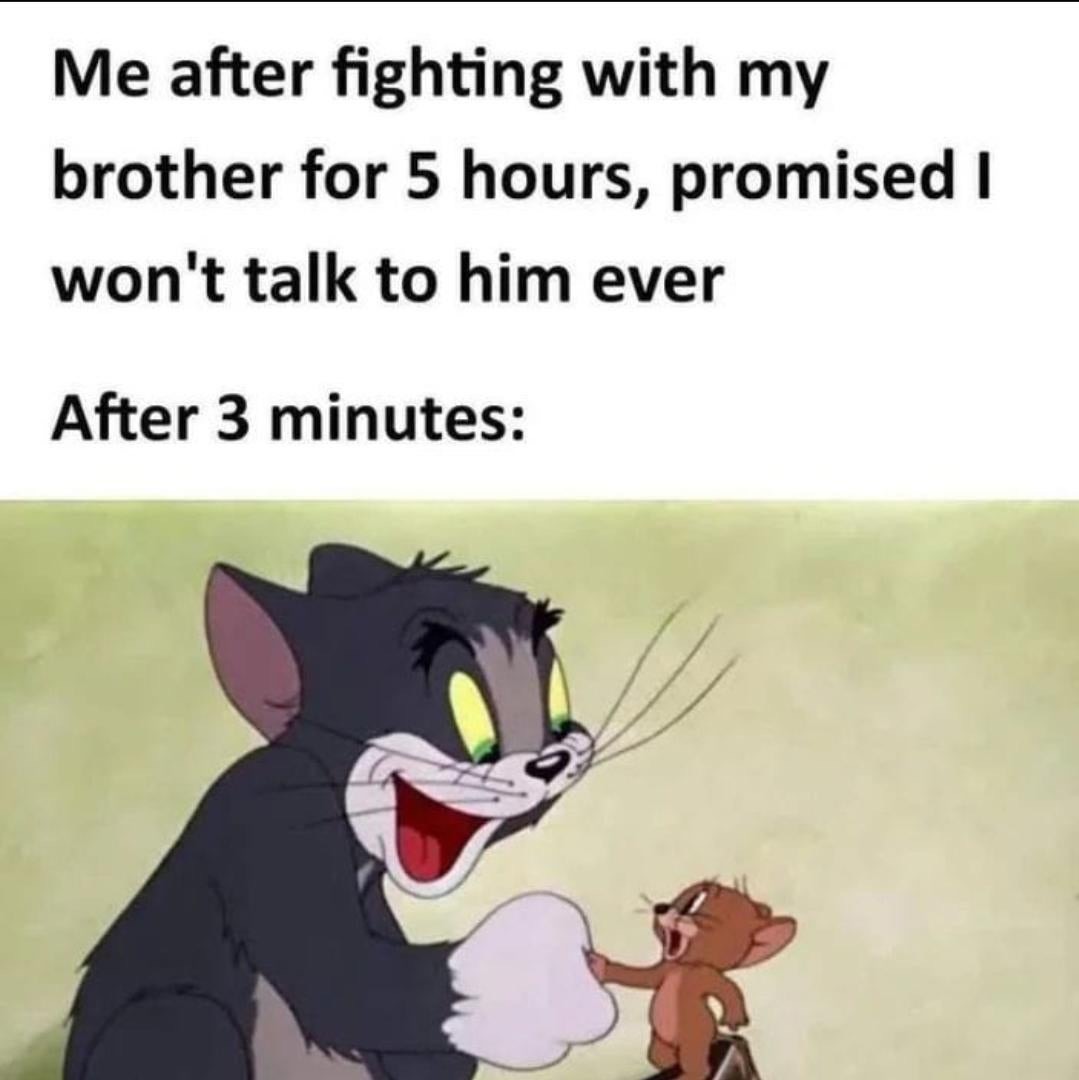 Me after fighting with my
brother for 5 hours, promised I
won't talk to him ever
After 3 minutes: